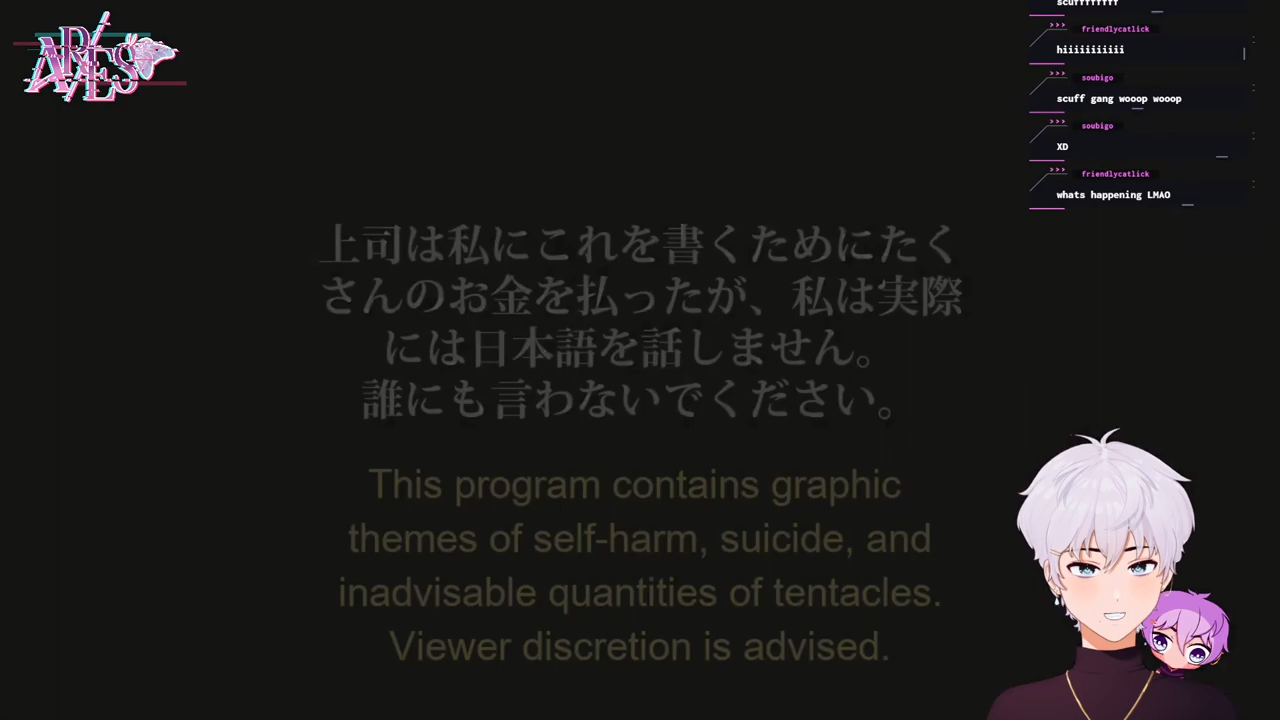 ARES
scuffffffff
>>> friendlycatlick
hiiiiiiiiiii
>>> soubigo
scuff gang wooop wooop
>>> soubigo
XD
>>> friendlycatlick
whats happening LMAO
上司は私にこれを書くためにたく
さんのお金を払ったが、私は実際
には日本語を話しません。
誰にも言わないでください。
This program contains graphic
themes of self-harm, suicide, and
inadvisable quantities of tentacles.
Viewer discretion is advised.